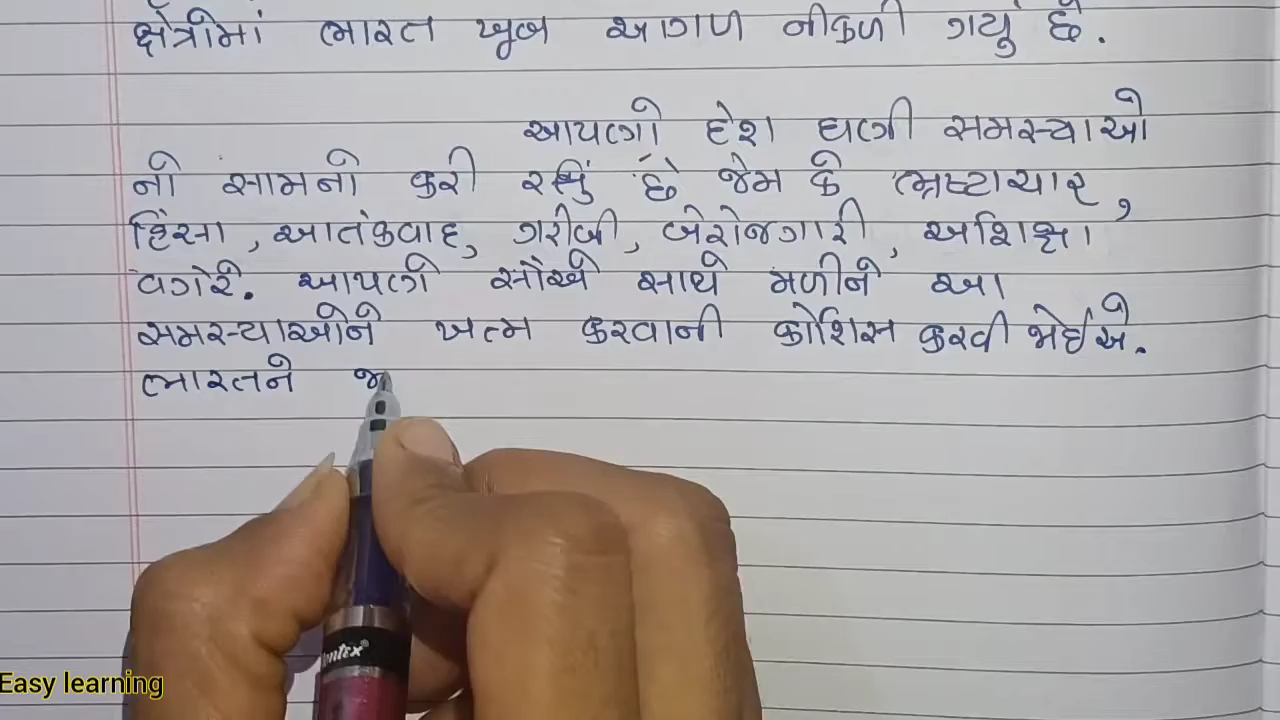 ક્ષેત્રોમાં ભારત ખૂબ આગળ નીકળી ગયું છે.
આપણો દેશ ઘણી સમસ્યાઓ
નો સામનો કરી રહ્યું છે જેમ કે ભ્રષ્ટાચાર,
હિંસા, આતંકવાદ, ગરીબી, બેરોજગારી, અશિક્ષા
વગેરે. આપણે સૌએ સાથે મળીને આ
સમસ્યાઓને ખત્મ કરવાની કોશિસ કરવી જોઈએ.
ભારતને જ
Montex
Easy learning